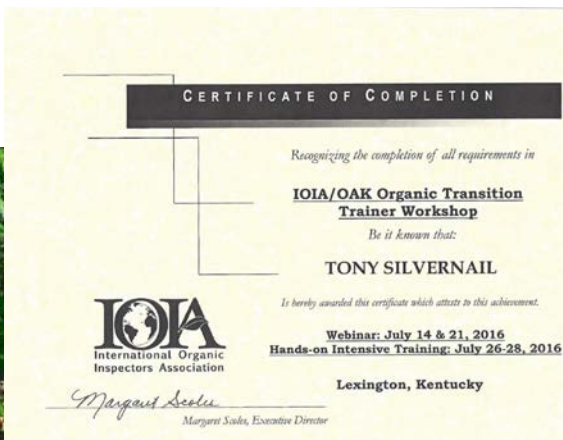 CERTIFICATE OF COMPLETION
Recognizing the completion of all requirements in
IOIA/OAK Organic Transition
Trainer Workshop
Be it known that:
TONY SILVERNAIL
Is hereby awarded this certificate which attests to this achievement.
IOIA
International Organic
Inspectors Association
Webinar: July 14 & 21, 2016
Hands-on Intensive Training: July 26-28, 2016
Lexington, Kentucky
Margaret Scoles
Margaret Scoles, Executive Director